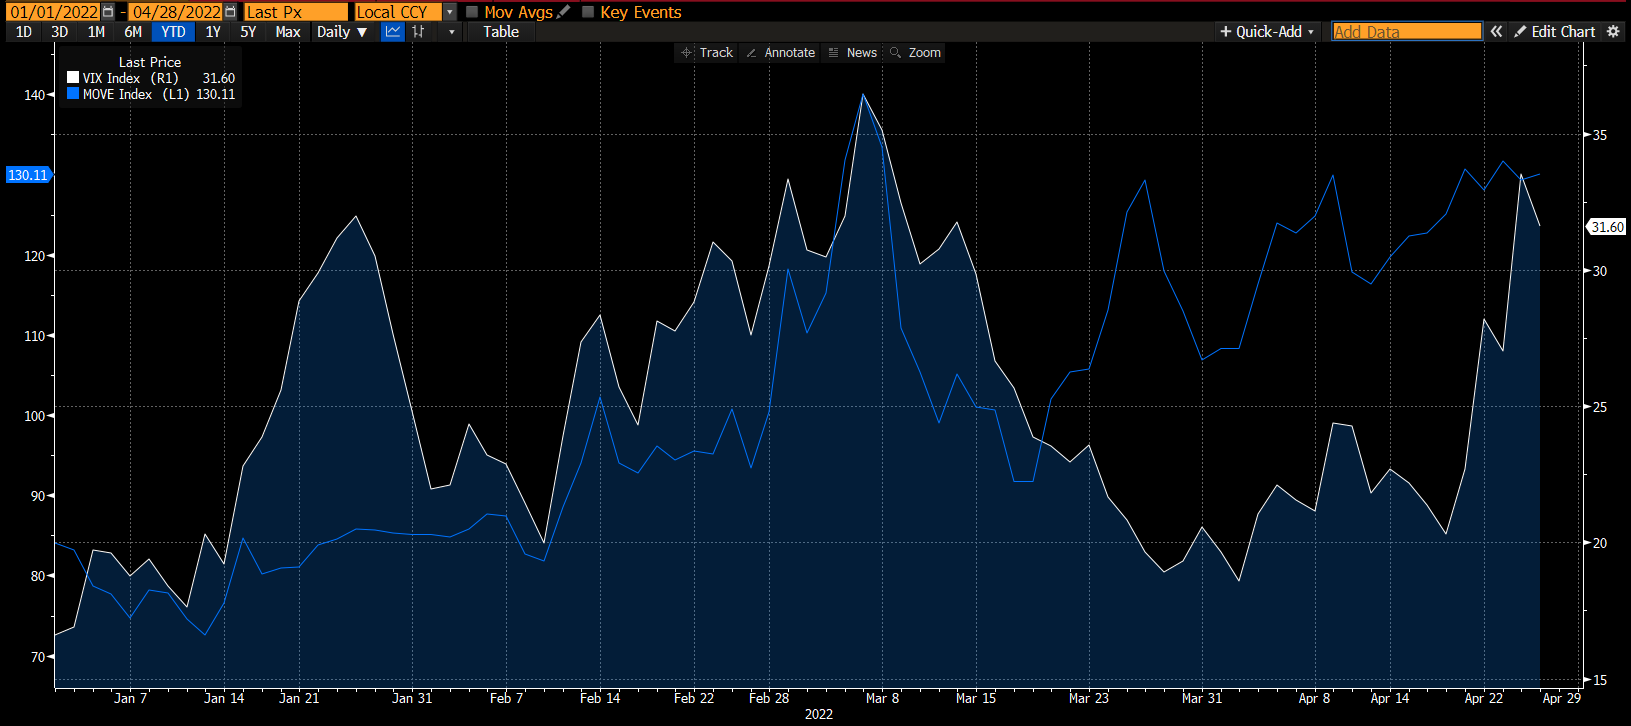 01/01/2022 - 04/28/2022 Last Px Local CCY Mov Avgs Key Events
1D 3D 1M 6M YTD 1Y 5Y Max Daily ▼ Table + Quick-Add Add Data « Edit Chart
Track Annotate News Zoom
Last Price
VIX Index (R1) 31.60
MOVE Index (L1) 130.11
140
130.11
120
110
100
90
80
70
35
31.60
30
25
20
15
Jan 7 Jan 14 Jan 21 Jan 31 Feb 7 Feb 14 Feb 22 Feb 28 Mar 8 Mar 15 Mar 23 Mar 31 Apr 8 Apr 14 Apr 22 Apr 29
2022